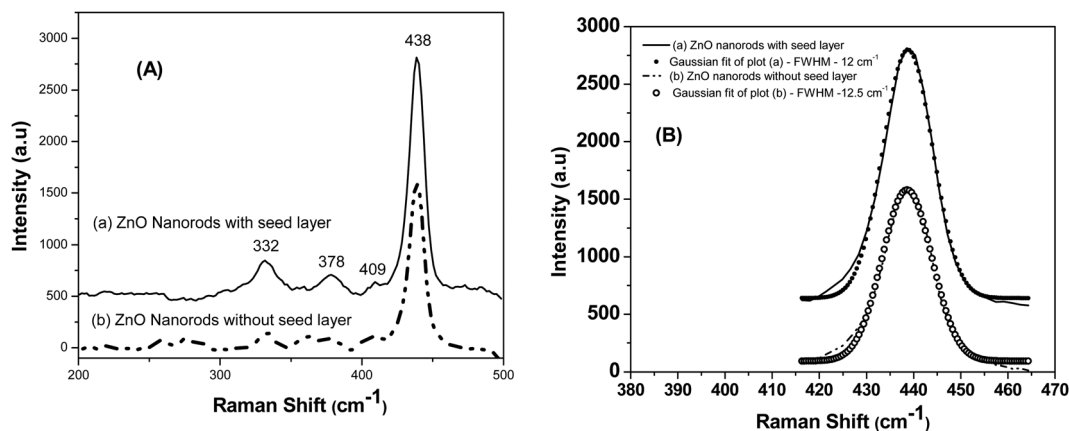 3000
2500
2000
1500
1000
500
0
Intensity (a.u)
(A)
438
(a) ZnO Nanorods with seed layer
332
378
409
(b) ZnO Nanorods without seed layer
200
300
400
500
Raman Shift (cm⁻¹)
3000
2500
2000
1500
1000
500
0
Intensity (a.u)
(a) ZnO nanorods with seed layer
Gaussian fit of plot (a) - FWHM - 12 cm⁻¹
(b) ZnO nanorods without seed layer
Gaussian fit of plot (b) - FWHM -12.5 cm⁻¹
(B)
380
390
400
410
420
430
440
450
460
470
Raman Shift (cm⁻¹)